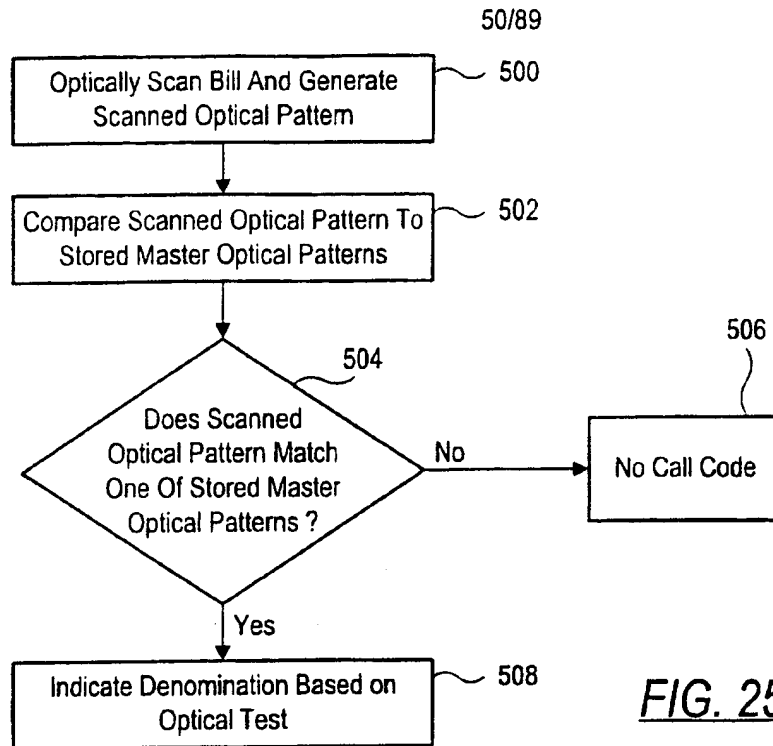 50/89
Optically Scan Bill And Generate
Scanned Optical Pattern
500
Compare Scanned Optical Pattern To
Stored Master Optical Patterns
502
504
Does Scanned
Optical Pattern Match
One Of Stored Master
Optical Patterns ?
No
506
No Call Code
Yes
Indicate Denomination Based on
Optical Test
508
FIG. 25